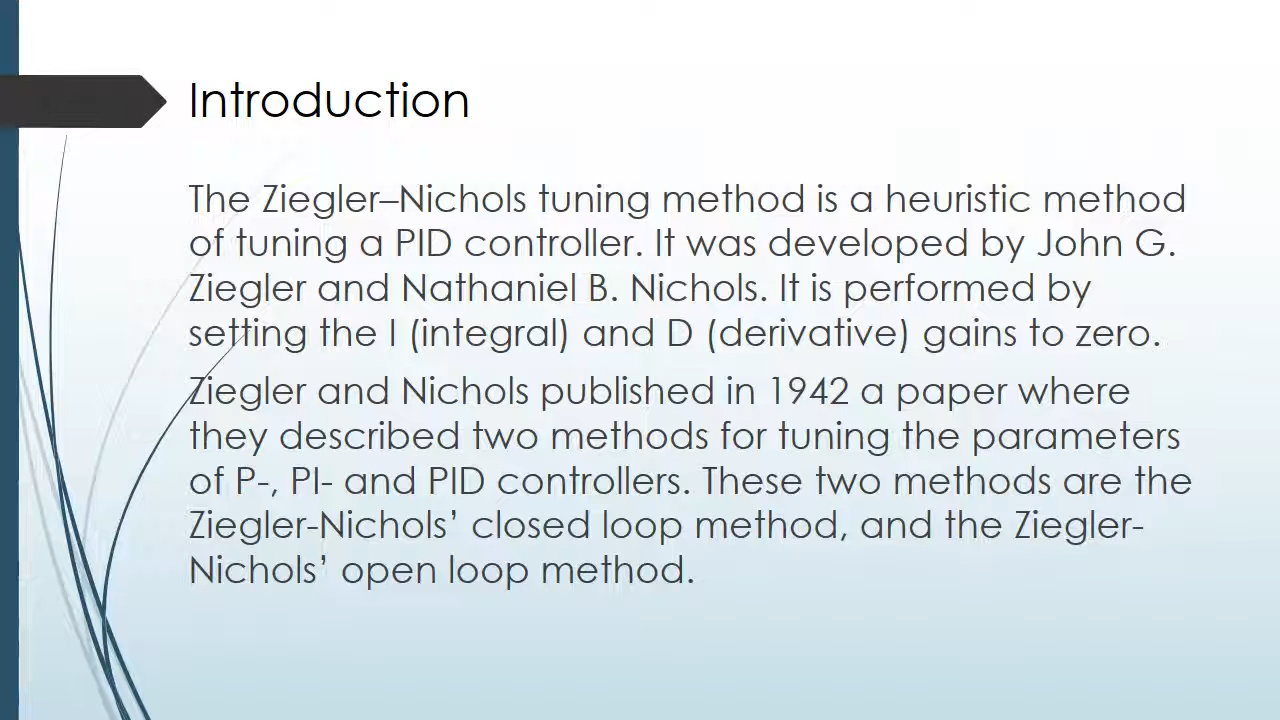 Introduction
The Ziegler–Nichols tuning method is a heuristic method
of tuning a PID controller. It was developed by John G.
Ziegler and Nathaniel B. Nichols. It is performed by
setting the I (integral) and D (derivative) gains to zero.
Ziegler and Nichols published in 1942 a paper where
they described two methods for tuning the parameters
of P-, PI- and PID controllers. These two methods are the
Ziegler-Nichols’ closed loop method, and the Ziegler-
Nichols’ open loop method.